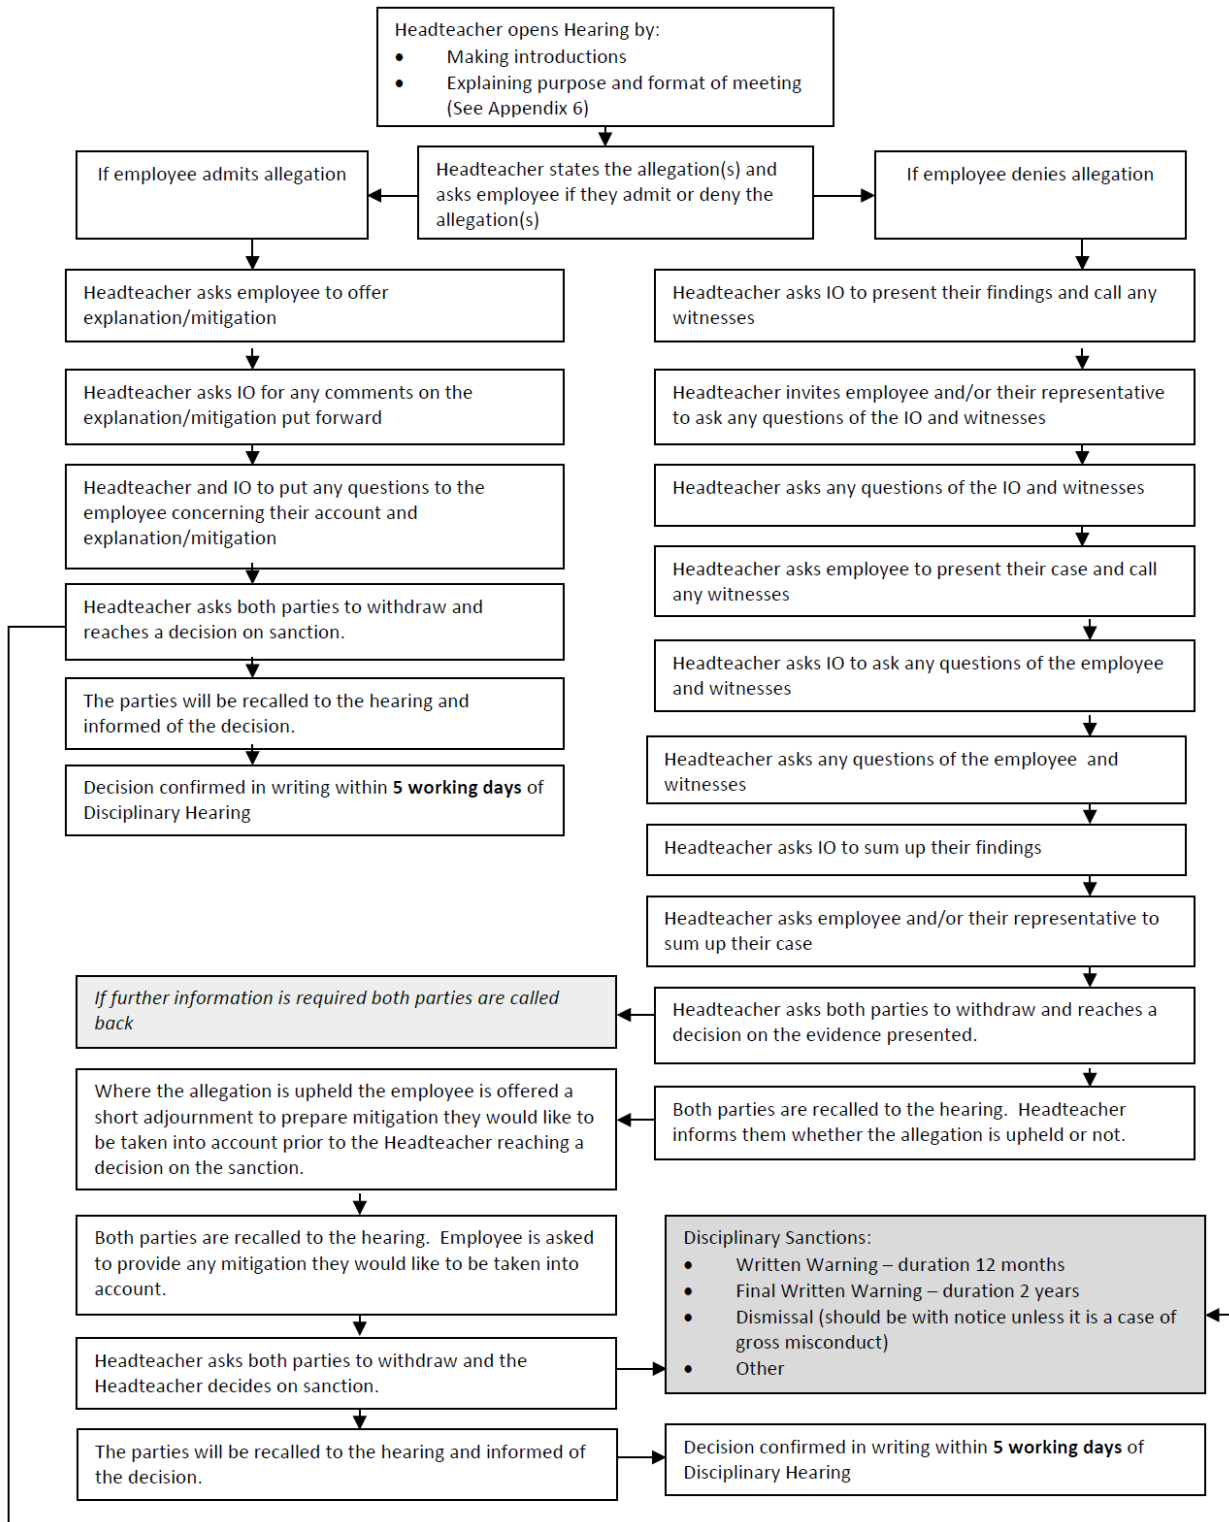 Headteacher opens Hearing by:
• Making introductions
• Explaining purpose and format of meeting
(See Appendix 6)
If employee admits allegation
Headteacher states the allegation(s) and
asks employee if they admit or deny the
allegation(s)
If employee denies allegation
Headteacher asks employee to offer
explanation/mitigation
Headteacher asks IO for any comments on the
explanation/mitigation put forward
Headteacher and IO to put any questions to the
employee concerning their account and
explanation/mitigation
Headteacher asks both parties to withdraw and
reaches a decision on sanction.
The parties will be recalled to the hearing and
informed of the decision.
Decision confirmed in writing within 5 working days of
Disciplinary Hearing
Headteacher asks IO to present their findings and call any
witnesses
Headteacher invites employee and/or their representative
to ask any questions of the IO and witnesses
Headteacher asks any questions of the IO and witnesses
Headteacher asks employee to present their case and call
any witnesses
Headteacher asks IO to ask any questions of the employee
and witnesses
Headteacher asks any questions of the employee and
witnesses
Headteacher asks IO to sum up their findings
Headteacher asks employee and/or their representative to
sum up their case
Headteacher asks both parties to withdraw and reaches a
decision on the evidence presented.
If further information is required both parties are called
back
Both parties are recalled to the hearing. Headteacher
informs them whether the allegation is upheld or not.
Where the allegation is upheld the employee is offered a
short adjournment to prepare mitigation they would like to
be taken into account prior to the Headteacher reaching a
decision on the sanction.
Both parties are recalled to the hearing. Employee is asked
to provide any mitigation they would like to be taken into
account.
Headteacher asks both parties to withdraw and the
Headteacher decides on sanction.
Disciplinary Sanctions:
• Written Warning – duration 12 months
• Final Written Warning – duration 2 years
• Dismissal (should be with notice unless it is a case of
gross misconduct)
• Other
The parties will be recalled to the hearing and informed of
the decision.
Decision confirmed in writing within 5 working days of
Disciplinary Hearing